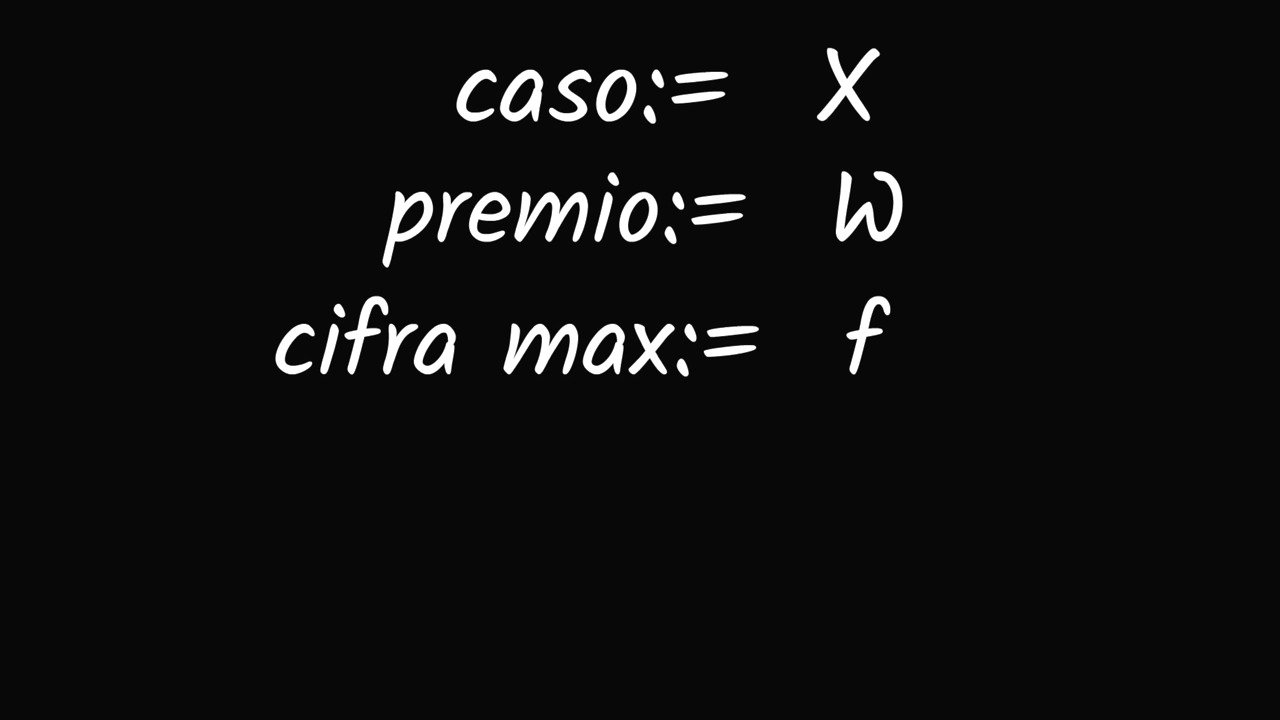 caso:= X
premio:= W
cifra max:= f